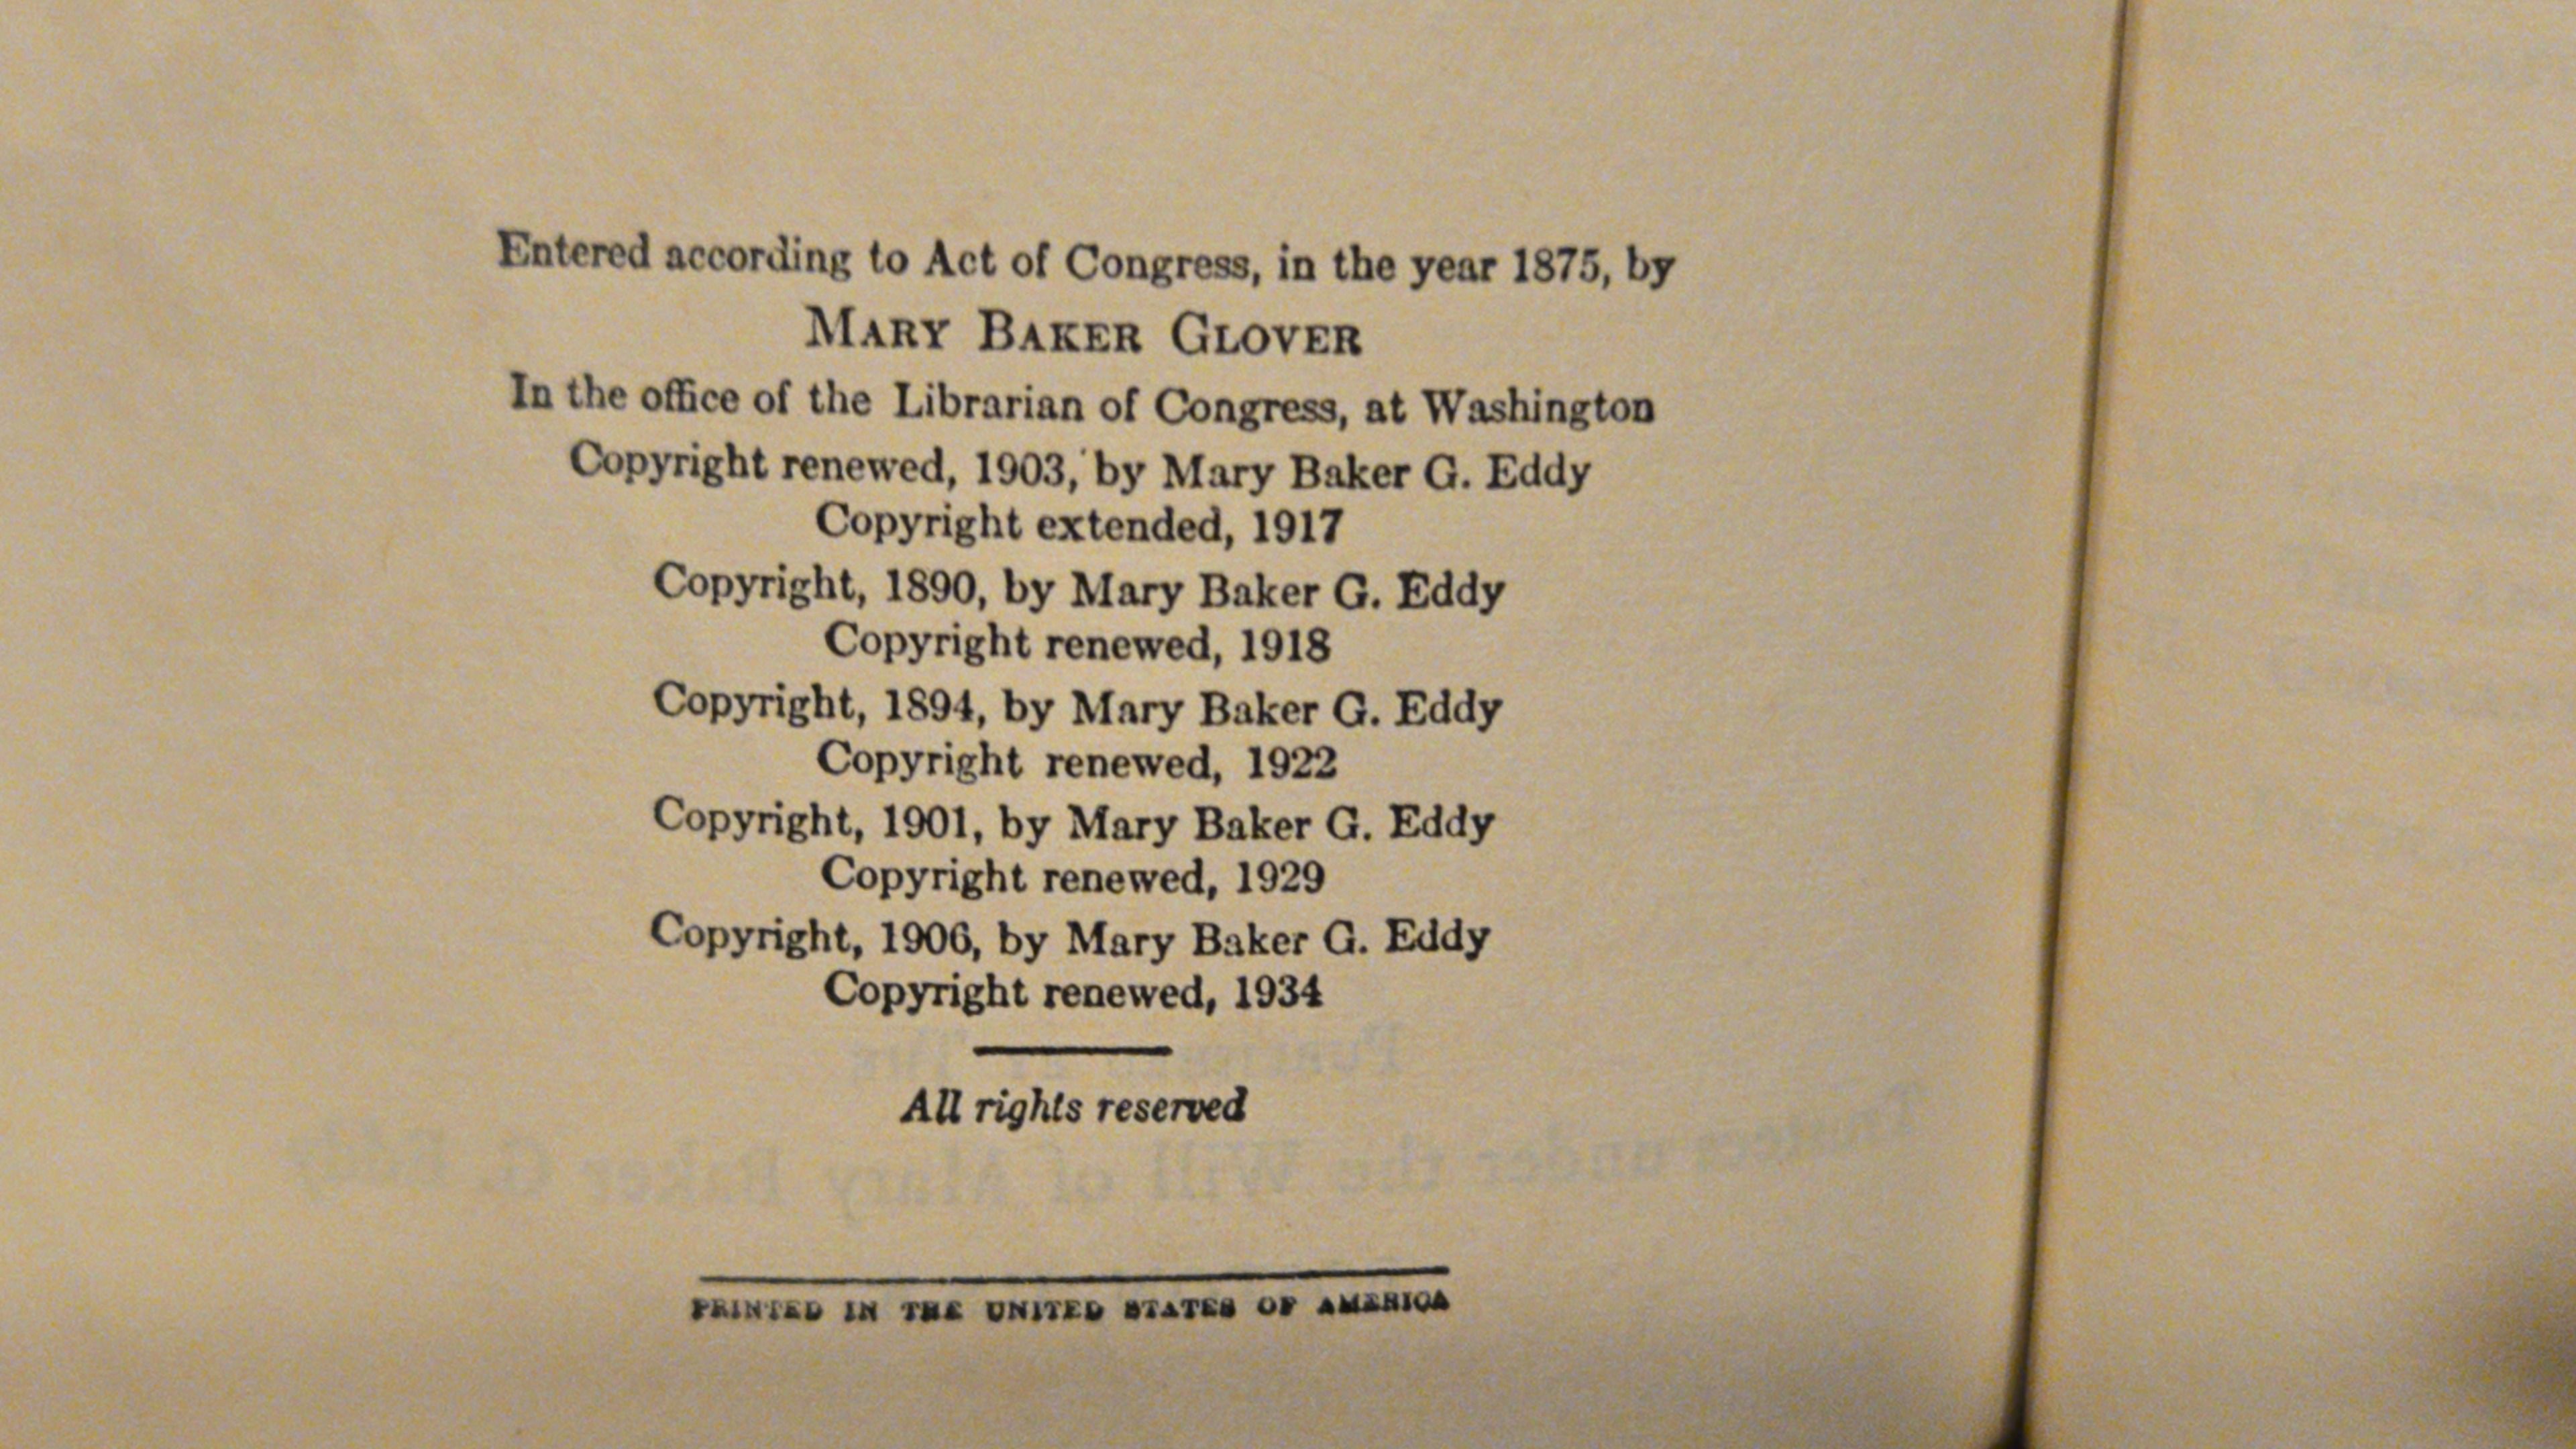 Entered according to Act of Congress, in the year 1875, by
MARY BAKER GLOVER
In the office of the Librarian of Congress, at Washington
Copyright renewed, 1903, by Mary Baker G. Eddy
Copyright extended, 1917
Copyright, 1890, by Mary Baker G. Eddy
Copyright renewed, 1918
Copyright, 1894, by Mary Baker G. Eddy
Copyright renewed, 1922
Copyright, 1901, by Mary Baker G. Eddy
Copyright renewed, 1929
Copyright, 1906, by Mary Baker G. Eddy
Copyright renewed, 1934
All rights reserved
PRINTED IN THE UNITED STATES OF AMERICA